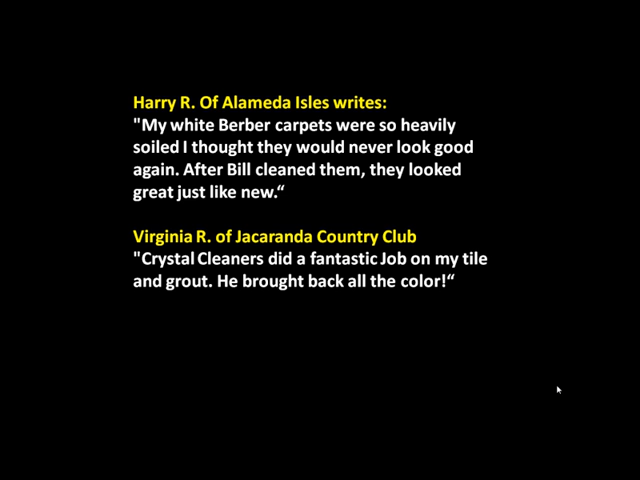 Harry R. Of Alameda Isles writes:
"My white Berber carpets were so heavily
soiled I thought they would never look good
again. After Bill cleaned them, they looked
great just like new.“
Virginia R. of Jacaranda Country Club
"Crystal Cleaners did a fantastic Job on my tile
and grout. He brought back all the color!“